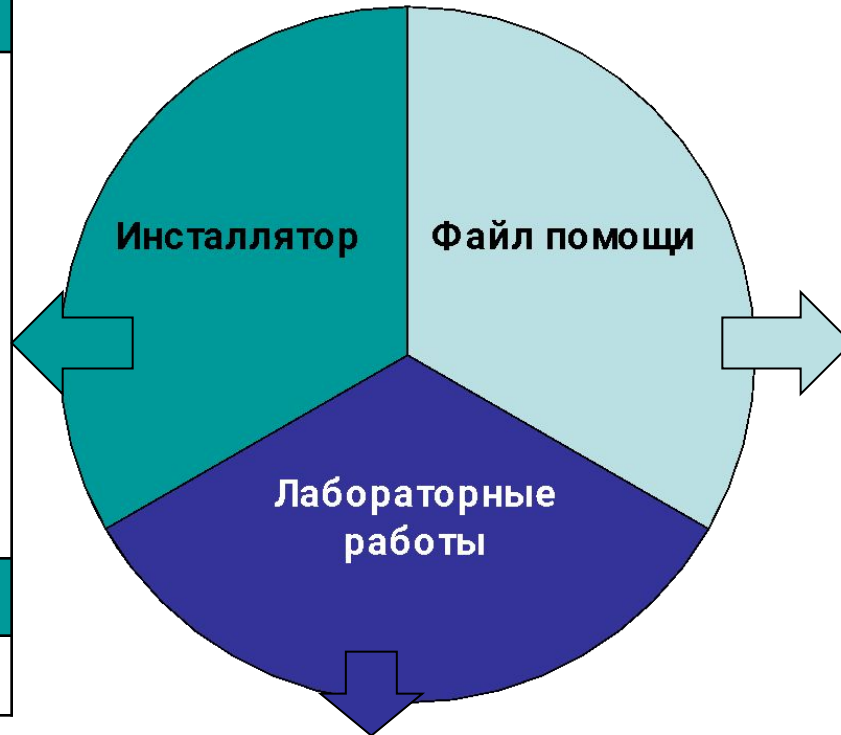 Инсталлятор
Файл помощи
Лабораторные
работы